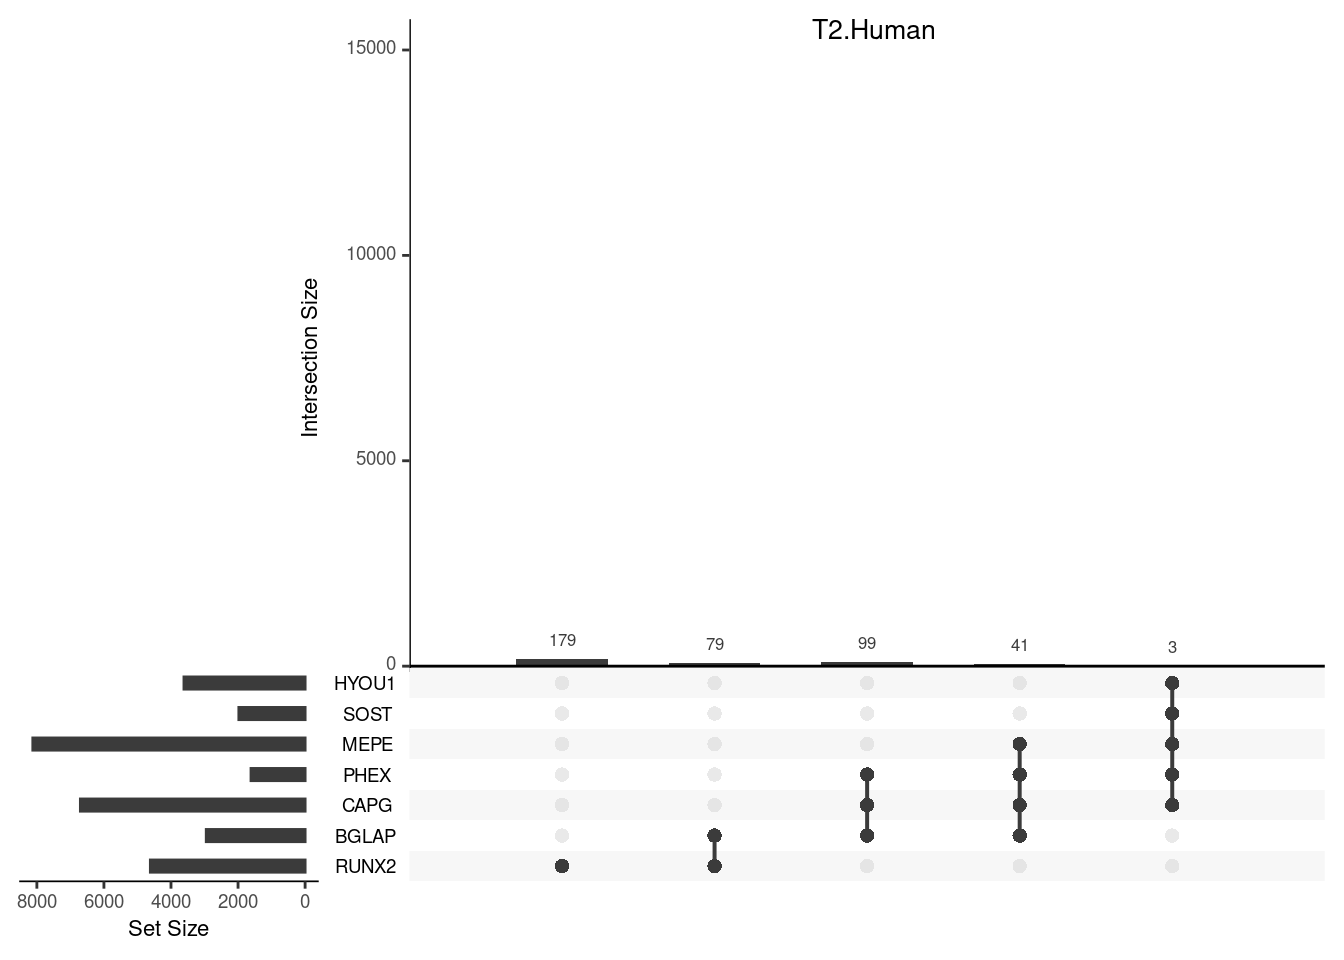 T2.Human
15000
10000
5000
0
Intersection Size
179
79
99
41
3
HYOU1
SOST
MEPE
PHEX
CAPG
BGLAP
RUNX2
8000 6000 4000 2000 0
Set Size